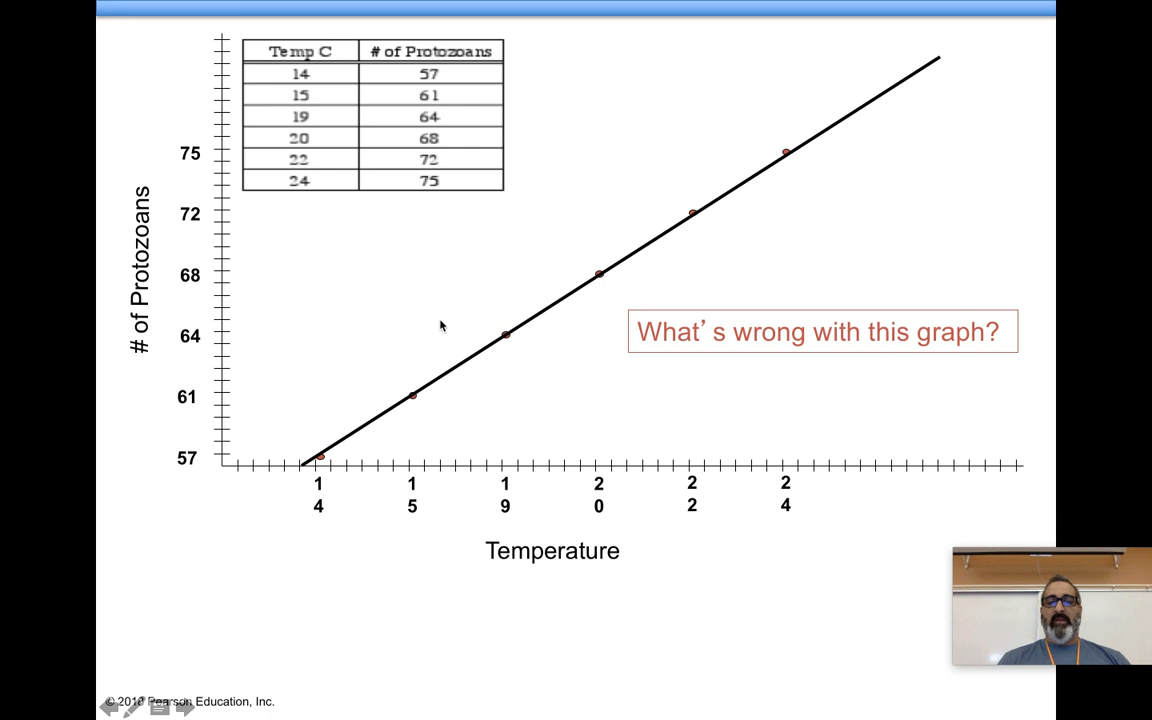 Temp C # of Protozoans
14 57
15 61
19 64
20 68
22 72
24 75
75
72
68
64
61
57
# of Protozoans
What’s wrong with this graph?
1 1 1 2 2 2
4 5 9 0 2 4
Temperature
© 2010 Pearson Education, Inc.